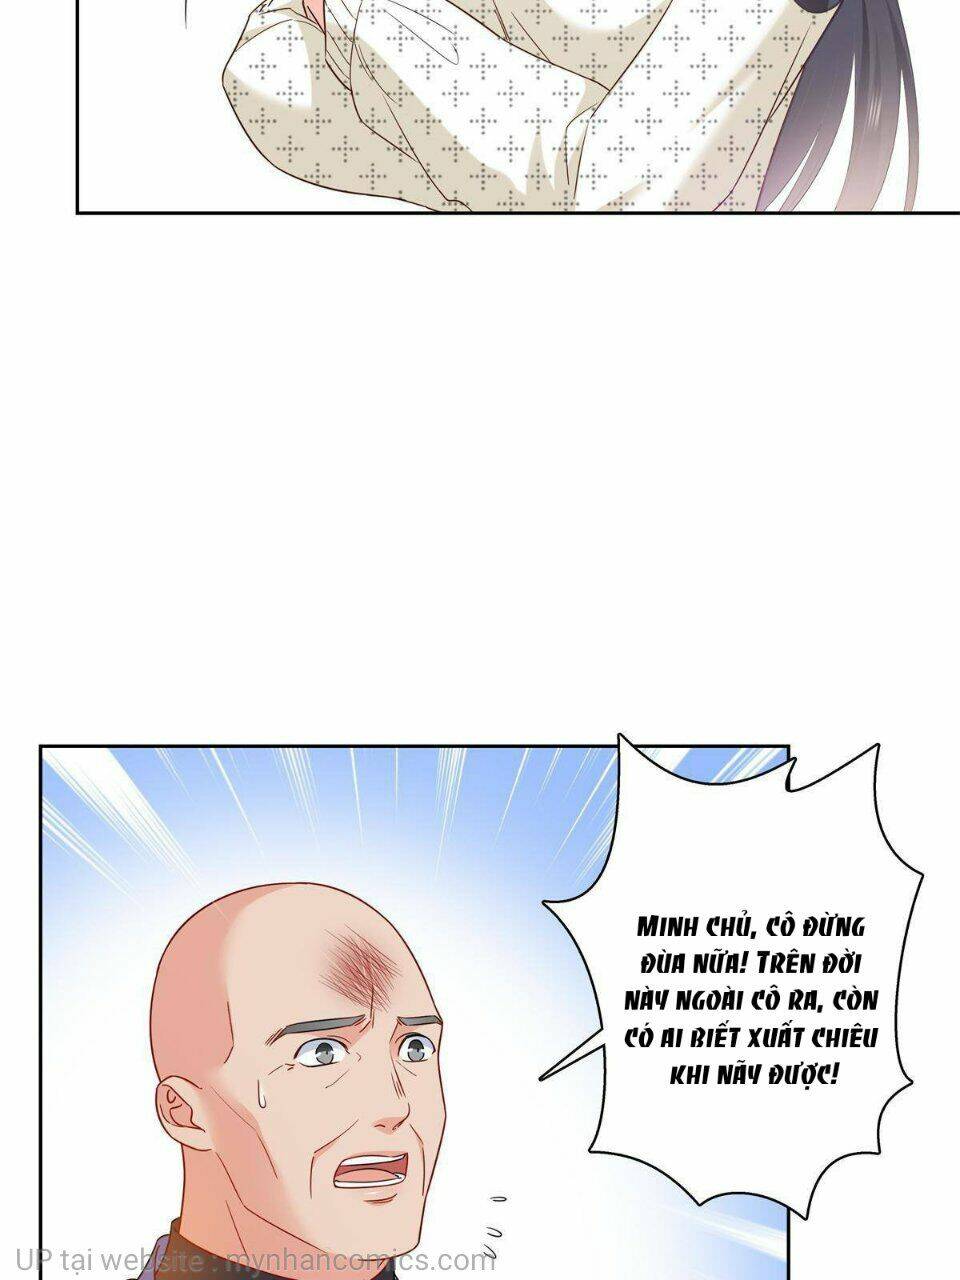 MINH CHỦ, CÔ ĐỪNG
ĐÙA NỮA! TRÊN ĐỜI
NÀY NGOÀI CÔ RA, CÒN
CÓ AI BIẾT XUẤT CHIÊU
KHI NÃY ĐƯỢC!
UP tại website : mynhancomics.com